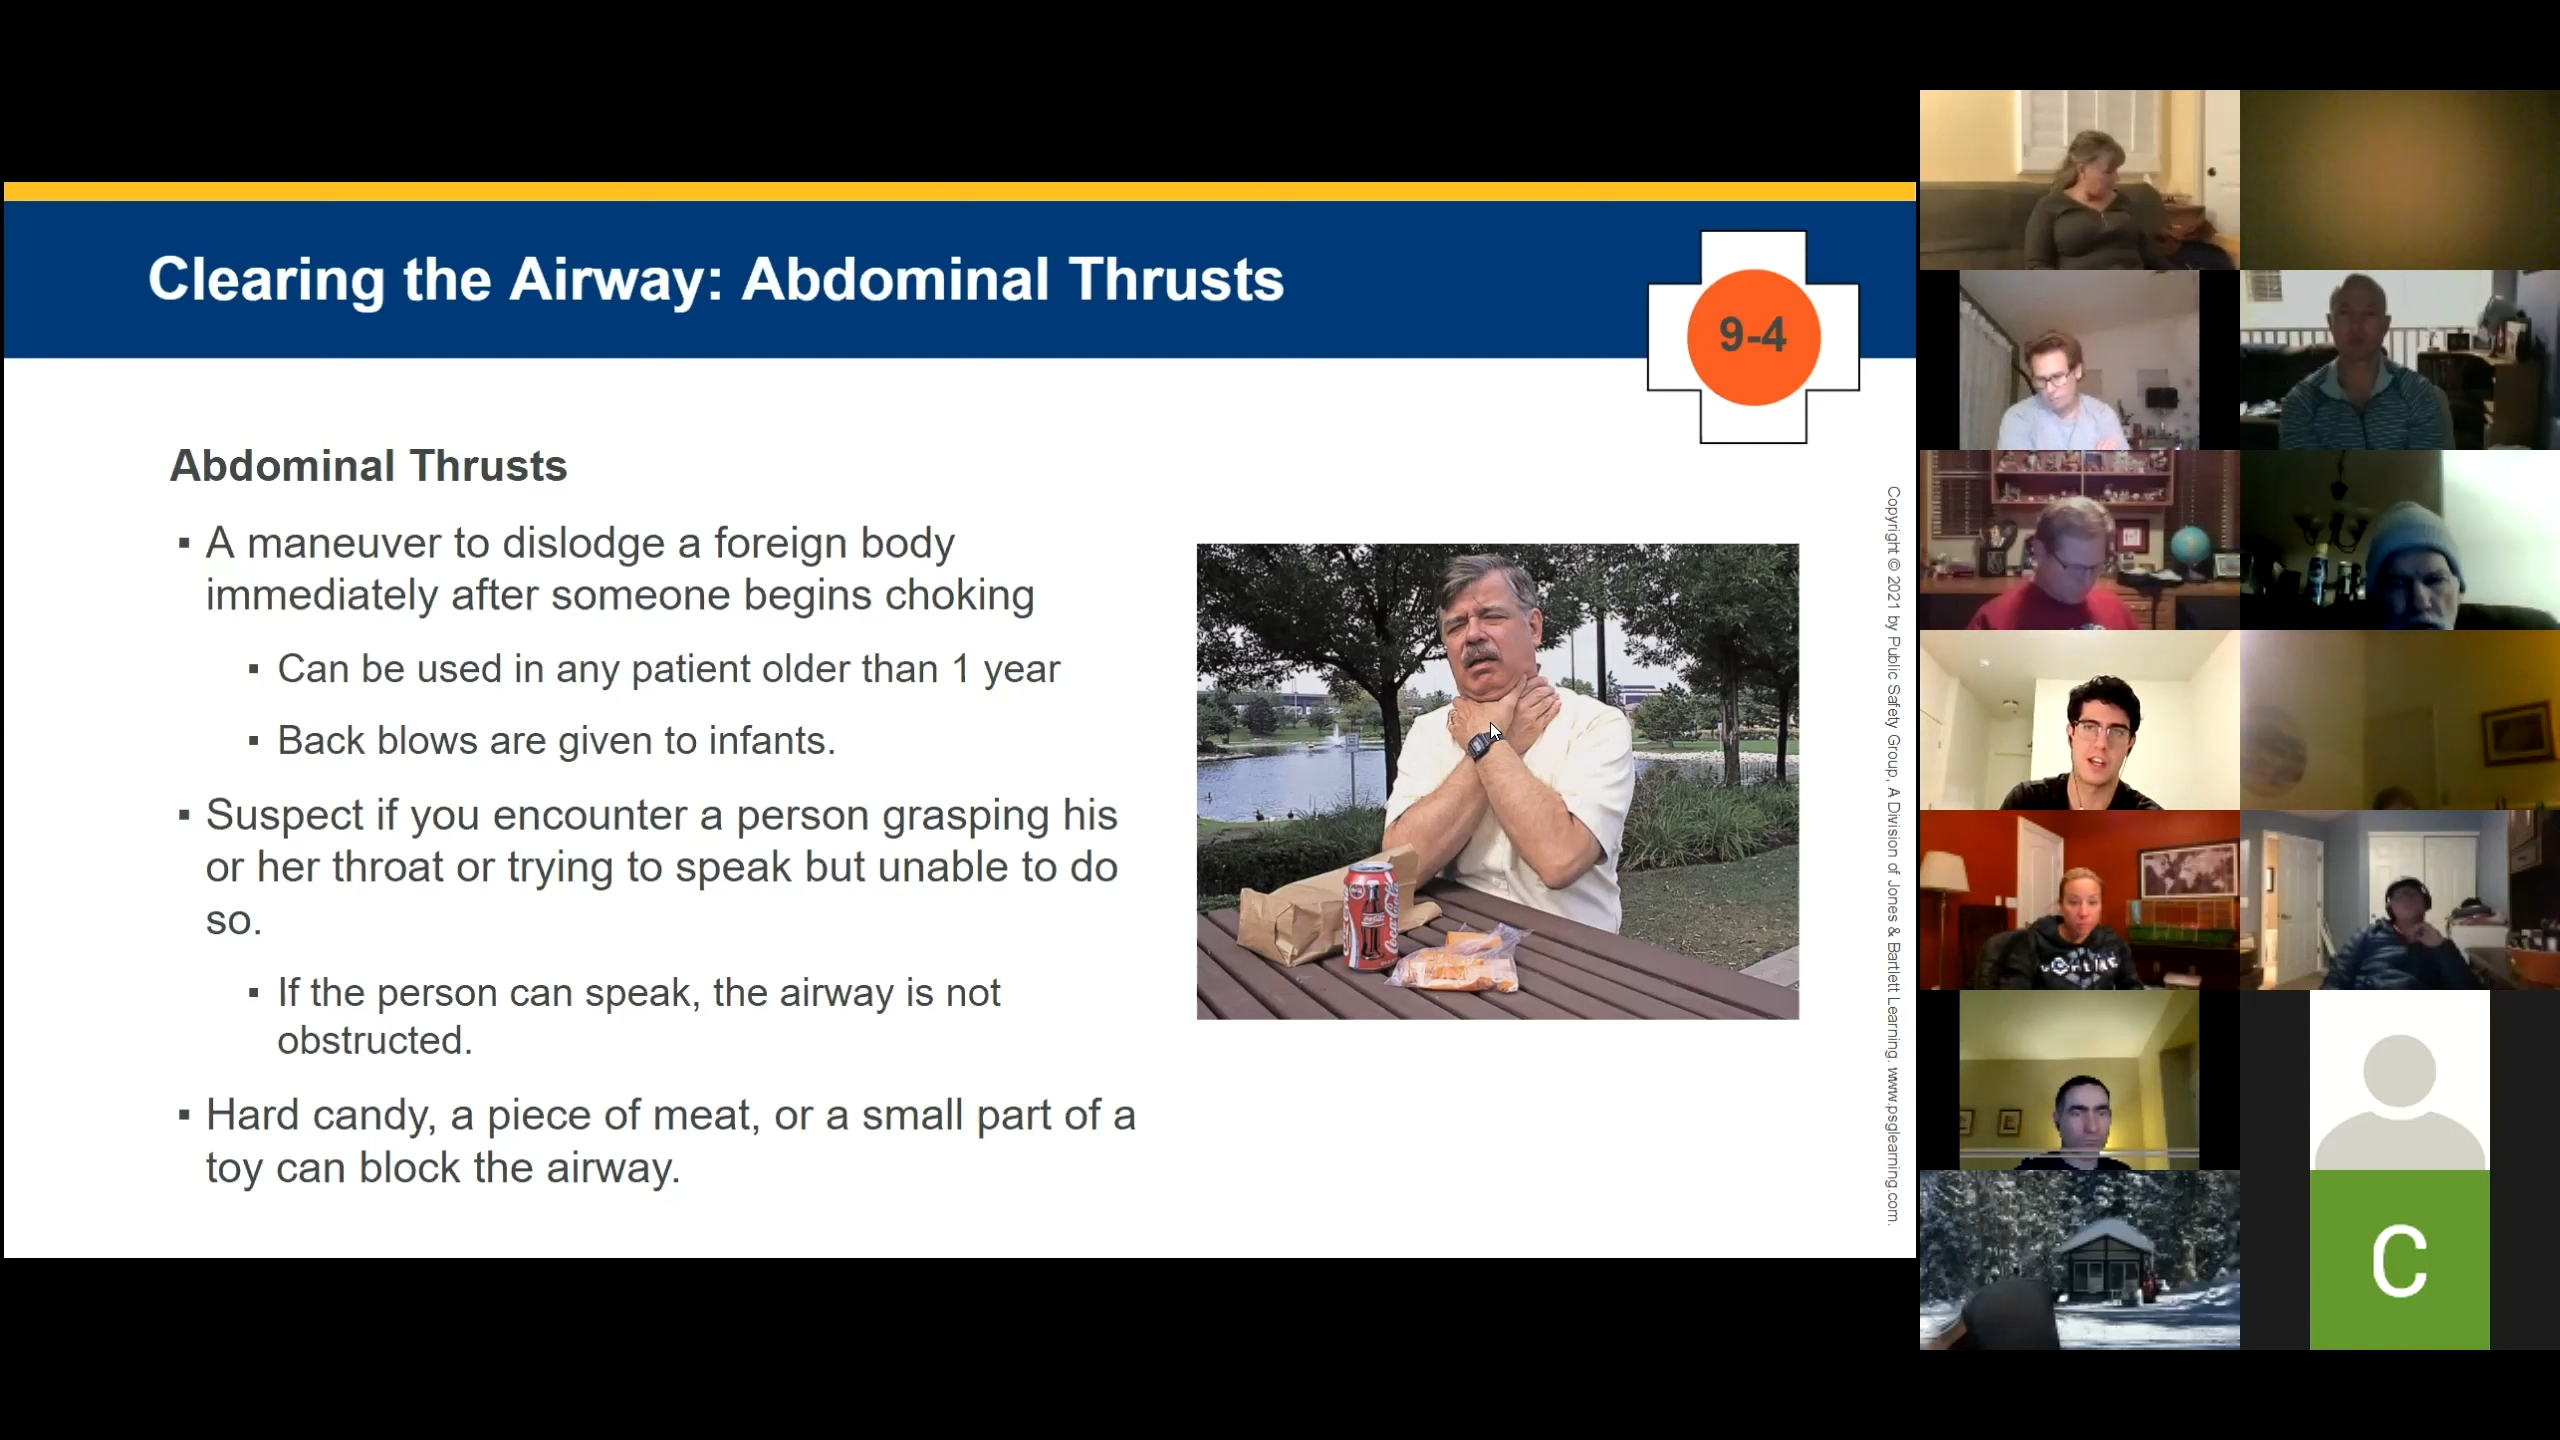 Clearing the Airway: Abdominal Thrusts
9-4
Abdominal Thrusts
▪ A maneuver to dislodge a foreign body
immediately after someone begins choking
▪ Can be used in any patient older than 1 year
▪ Back blows are given to infants.
▪ Suspect if you encounter a person grasping his
or her throat or trying to speak but unable to do
so.
▪ If the person can speak, the airway is not
obstructed.
▪ Hard candy, a piece of meat, or a small part of a
toy can block the airway.
Coca-Cola
Copyright © 2021 by Public Safety Group, A Division of Jones & Bartlett Learning. www.psglearning.com.
C